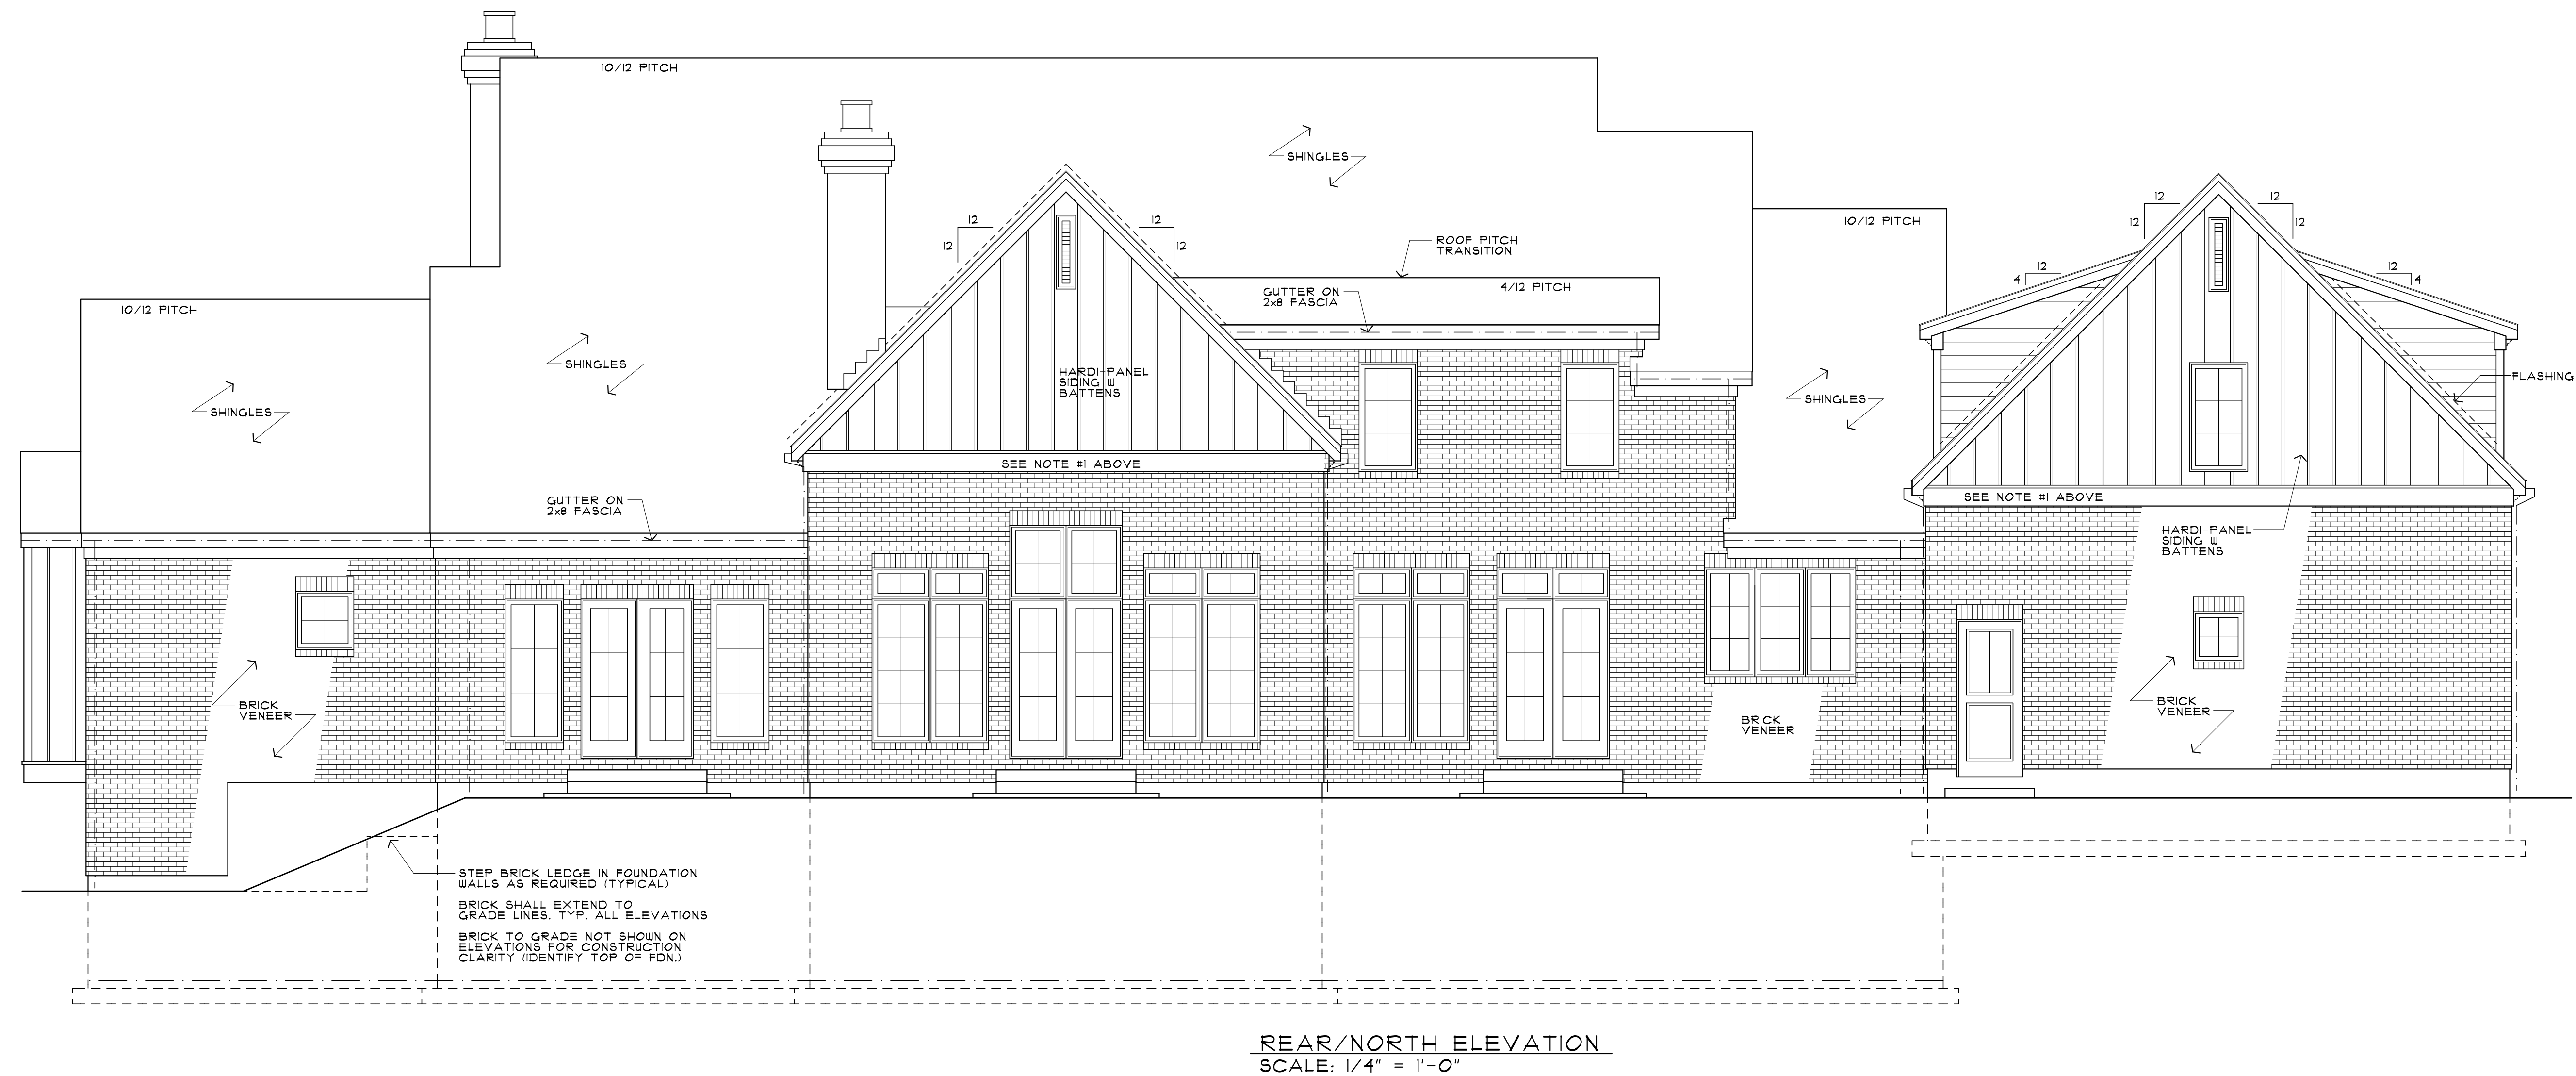 10/12 PITCH
SHINGLES
10/12 PITCH
12
12
12
12
ROOF PITCH
TRANSITION
12
12
12
12
10/12 PITCH
SHINGLES
SHINGLES
GUTTER ON
2x8 FASCIA
4/12 PITCH
12
4
12
4
HARDI-PANEL
SIDING W
BATTENS
SHINGLES
FLASHING
SEE NOTE #1 ABOVE
SEE NOTE #1 ABOVE
GUTTER ON
2x8 FASCIA
HARDI-PANEL
SIDING W
BATTENS
BRICK
VENEER
BRICK
VENEER
BRICK
VENEER
STEP BRICK LEDGE IN FOUNDATION
WALLS AS REQUIRED (TYPICAL)
BRICK SHALL EXTEND TO
GRADE LINES. TYP. ALL ELEVATIONS
BRICK TO GRADE NOT SHOWN ON
ELEVATIONS FOR CONSTRUCTION
CLARITY (IDENTIFY TOP OF FDN.)
REAR/NORTH ELEVATION
SCALE: 1/4" = 1'-0"